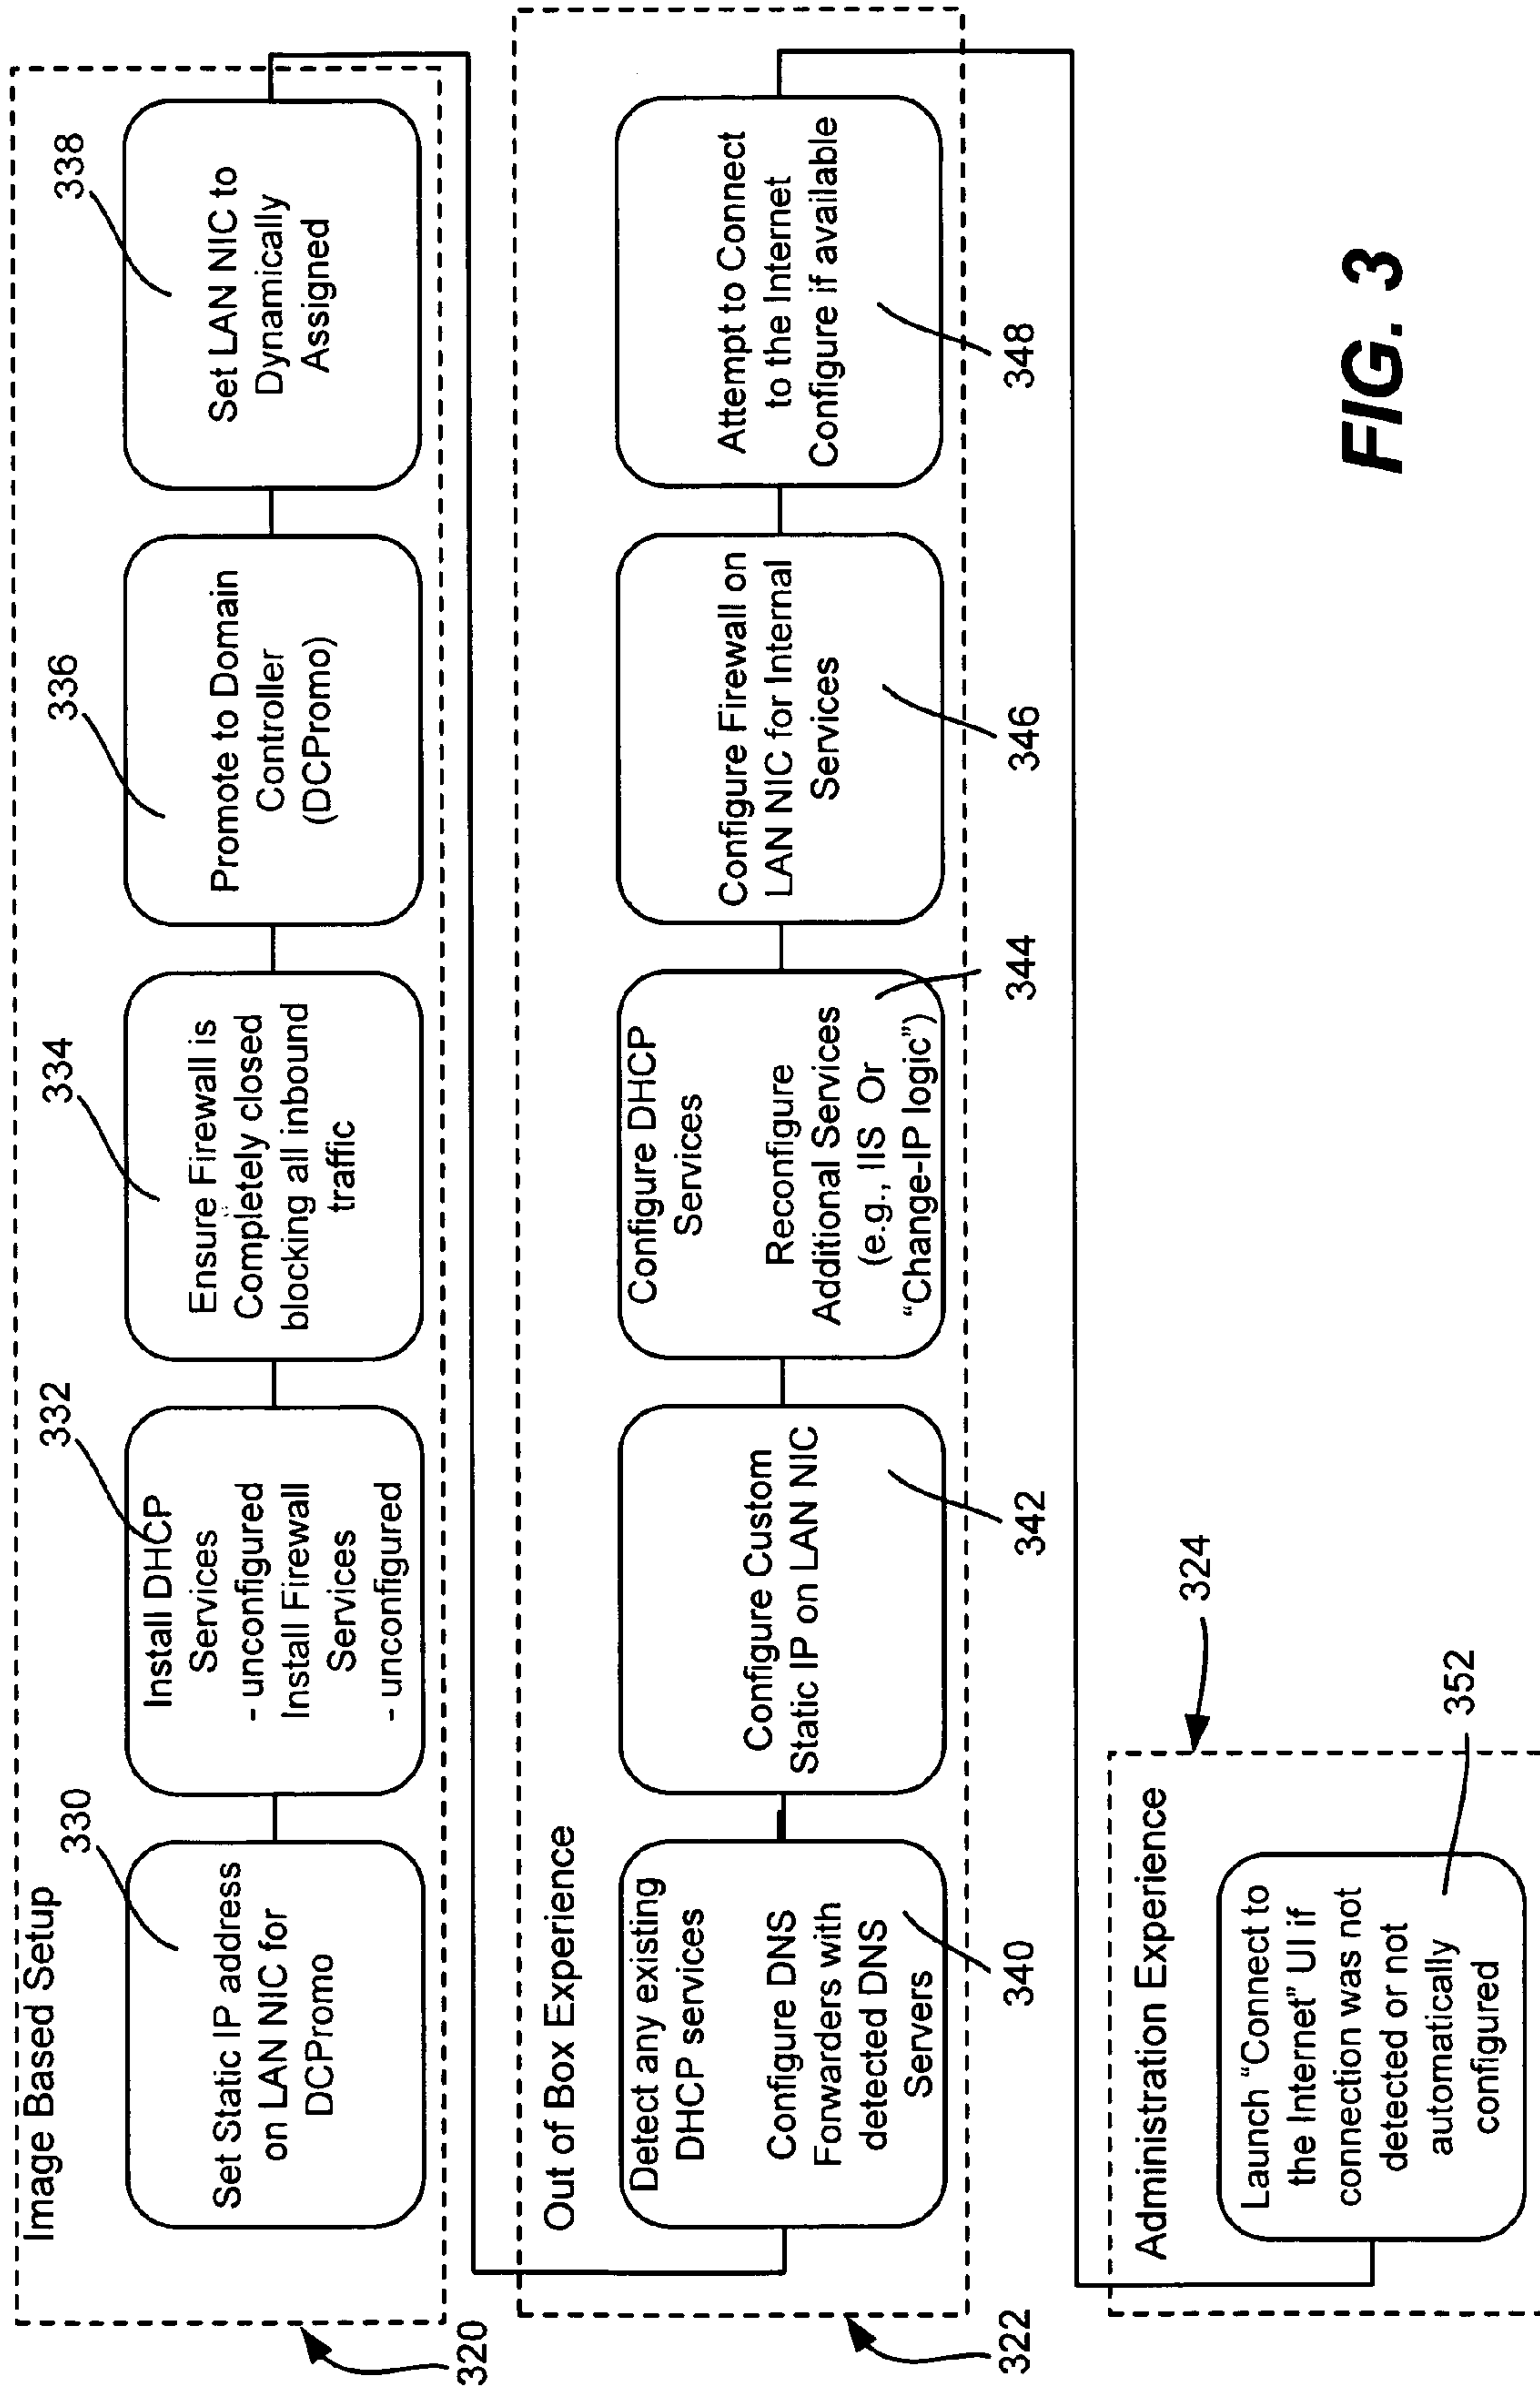 Image Based Setup
320
330
Set Static IP address
on LAN NIC for
DCPromo
332
Install DHCP
Services
- unconfigured
Install Firewall
Services
- unconfigured
334
Ensure Firewall is
Completely closed
blocking all inbound
traffic
336
Promote to Domain
Controller
(DCPromo)
338
Set LAN NIC to
Dynamically
Assigned
Out of Box Experience
322
Detect any existing
DHCP services
Configure DNS
Forwarders with
detected DNS
Servers
340
Configure Custom
Static IP on LAN NIC
342
Configure DHCP
Services
Reconfigure
Additional Services
(e.g., IIS Or
“Change-IP logic”)
344
Configure Firewall on
LAN NIC for Internal
Services
346
Attempt to Connect
to the Internet
Configure if available
348
Administration Experience
324
Launch “Connect to
the Internet” UI if
connection was not
detected or not
automatically
configured
352
FIG. 3